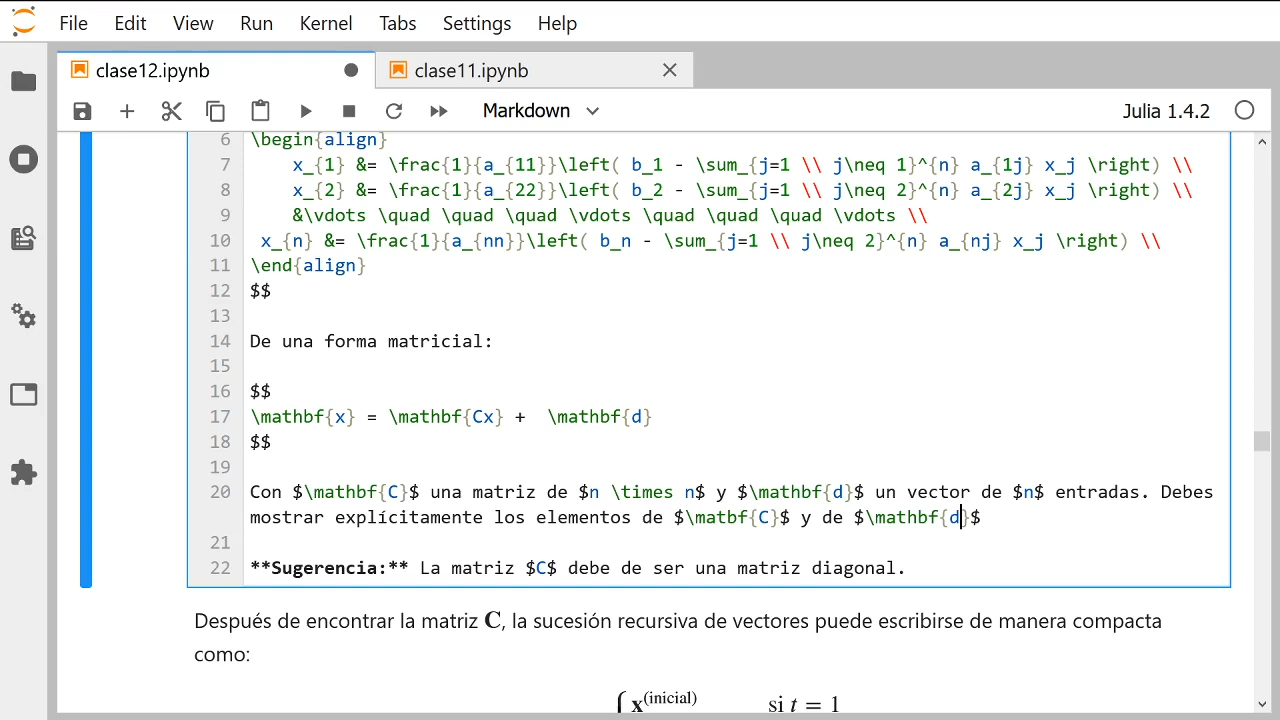 File Edit View Run Kernel Tabs Settings Help
clase12.ipynb clase11.ipynb
Markdown Julia 1.4.2
6 \begin{align}
7 x_{1} &= \frac{1}{a_{11}}\left( b_1 - \sum_{j=1 \\ j\neq 1}^{n} a_{1j} x_j \right) \\
8 x_{2} &= \frac{1}{a_{22}}\left( b_2 - \sum_{j=1 \\ j\neq 2}^{n} a_{2j} x_j \right) \\
9 &\vdots \quad \quad \quad \vdots \quad \quad \quad \vdots \\
10 x_{n} &= \frac{1}{a_{nn}}\left( b_n - \sum_{j=1 \\ j\neq 2}^{n} a_{nj} x_j \right) \\
11 \end{align}
12 $$
13
14 De una forma matricial:
15
16 $$
17 \mathbf{x} = \mathbf{Cx} + \mathbf{d}
18 $$
19
20 Con $\mathbf{C}$ una matriz de $n \times n$ y $\mathbf{d}$ un vector de $n$ entradas. Debes
mostrar explícitamente los elementos de $\matbf{C}$ y de $\mathbf{d}$
21
22 **Sugerencia:** La matriz $C$ debe de ser una matriz diagonal.
Después de encontrar la matriz C, la sucesión recursiva de vectores puede escribirse de manera compacta
como:
x(inicial) si t = 1